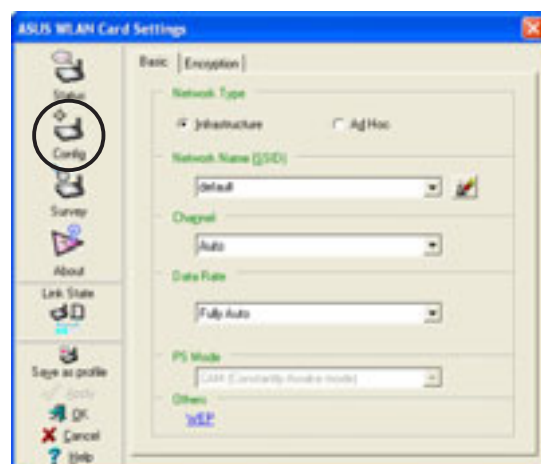 ASUS WLAN Card Settings
Status
Config
Survey
About
Link State
Save as profile
Apply
OK
Cancel
Help
Basic
Encryption
Network Type
Infrastructure
Ad Hoc
Network Name (SSID)
default
Channel
Auto
Data Rate
Fully Auto
PS Mode
CAM (Constantly Awake mode)
Others
WEP